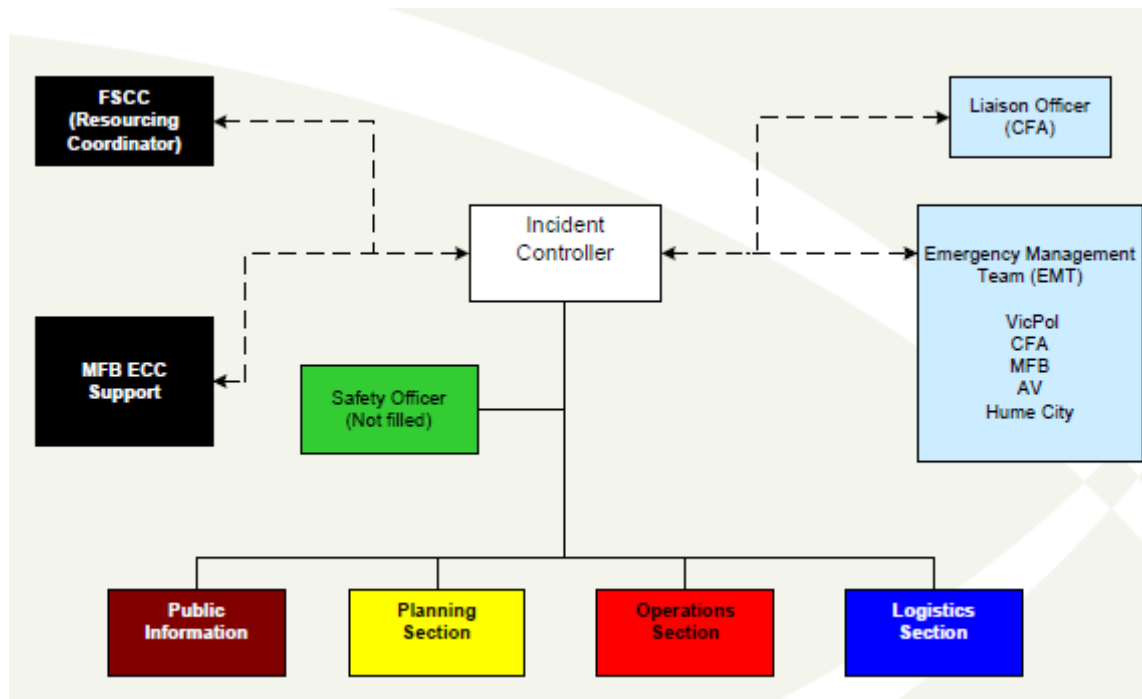 FSCC
(Resourcing
Coordinator)
Liaison Officer
(CFA)
Incident
Controller
Emergency Management
Team (EMT)
VicPol
CFA
MFB
AV
Hume City
MFB ECC
Support
Safety Officer
(Not filled)
Public
Information
Planning
Section
Operations
Section
Logistics
Section